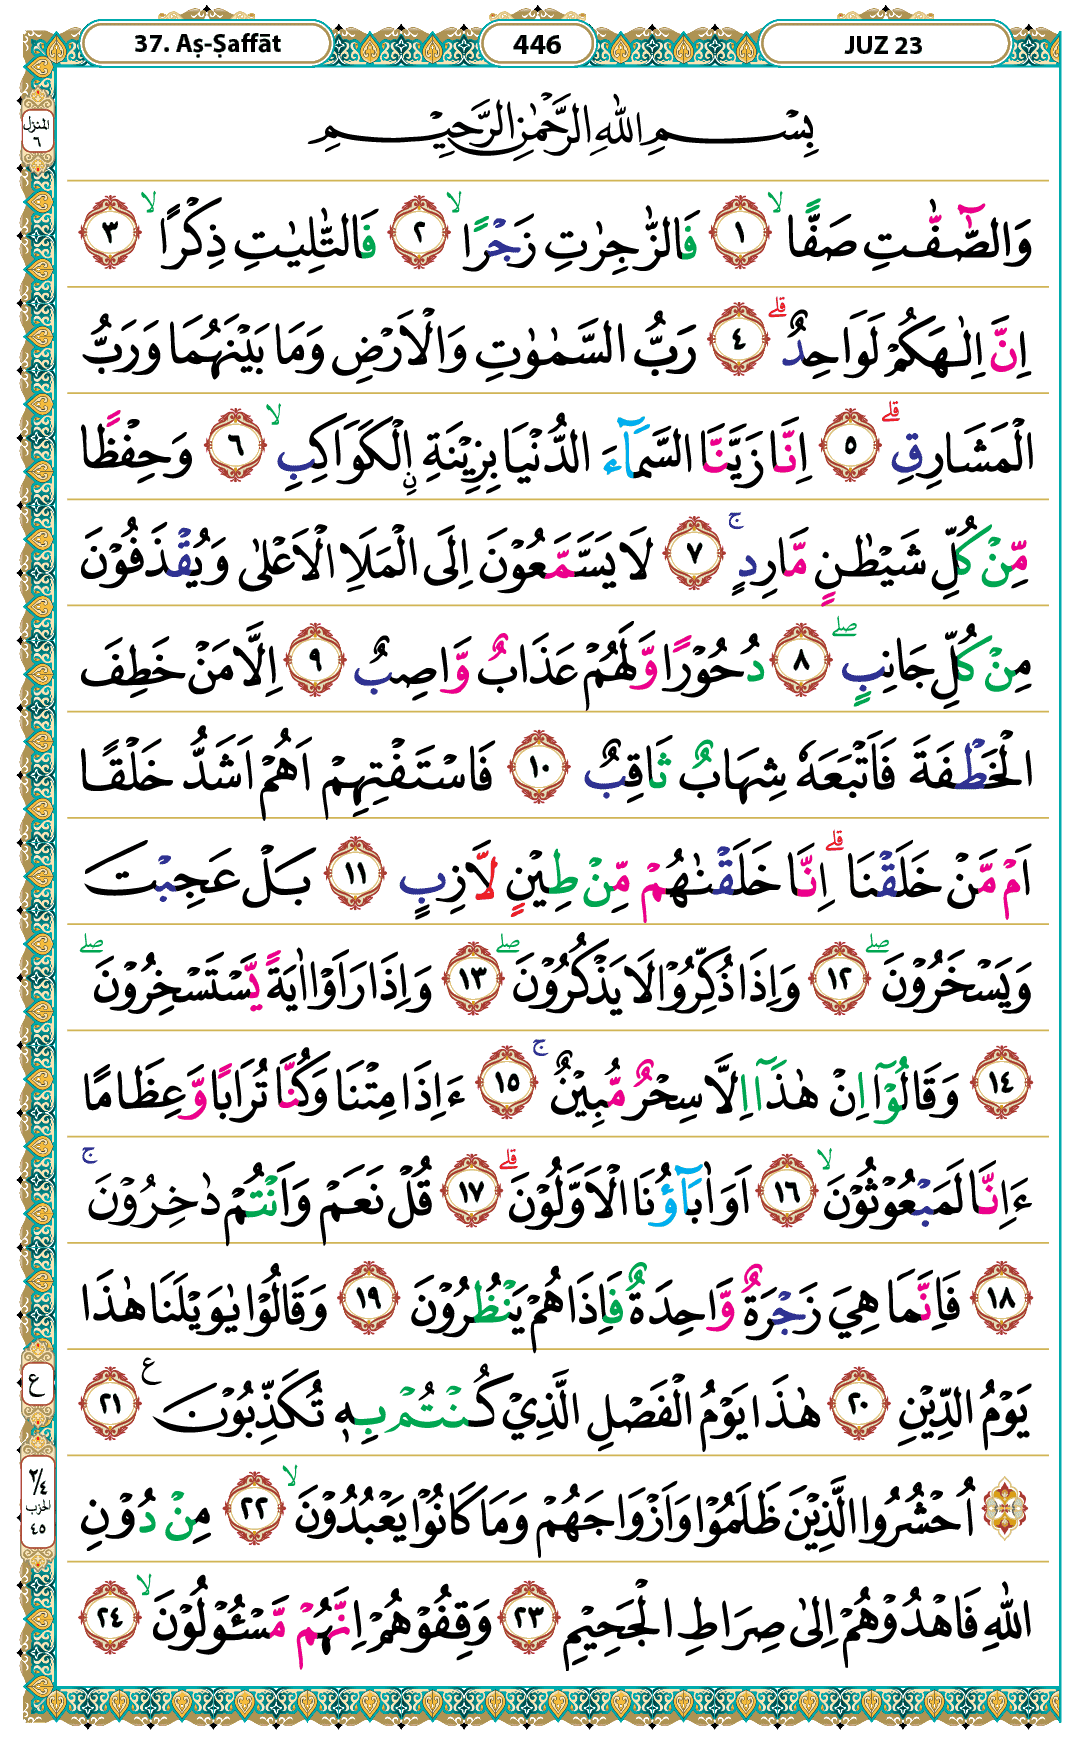 37. Aṣ-Ṣaffāt
446
JUZ 23
المنزل ٦
بِسْمِ اللّٰهِ الرَّحْمٰنِ الرَّحِيْمِ
وَالصّٰٓفّٰتِ صَفًّا ۙ‏ ١ فَالزّٰجِرٰتِ زَجْرًا ۙ‏ ٢ فَالتّٰلِيٰتِ ذِكْرًا ۙ‏ ٣
اِنَّ اِلٰهَكُمْ لَوَاحِدٌ ؕ‏ ٤ رَبُّ السَّمٰوٰتِ وَالْاَرْضِ وَمَا بَيْنَهُمَا وَرَبُّ
الْمَشَارِقِ ؕ‏ ٥ اِنَّا زَيَّنَّا السَّمَآءَ الدُّنْيَا بِزِيْنَةِ ۨالْكَوَاكِبِ ۙ‏ ٦ وَحِفْظًا
مِّنْ كُلِّ شَيْطٰنٍ مَّارِدٍ ۚ‏ ٧ لَا يَسَّمَّعُوْنَ اِلَى الْمَلَاِ الْاَعْلٰى وَيُقْذَفُوْنَ
مِنْ كُلِّ جَانِبٍ ۖ‏ ٨ دُحُوْرًا وَّلَهُمْ عَذَابٌ وَّاصِبٌ ٩ اِلَّا مَنْ خَطِفَ
الْخَطْفَةَ فَاَتْبَعَهٗ شِهَابٌ ثَاقِبٌ ١٠ فَاسْتَفْتِهِمْ اَهُمْ اَشَدُّ خَلْقًا
اَمْ مَّنْ خَلَقْنَا ؕ اِنَّا خَلَقْنٰهُمْ مِّنْ طِيْنٍ لَّازِبٍ ١١ بَلْ عَجِبْتَ
وَيَسْخَرُوْنَ ۖ‏ ١٢ وَاِذَا ذُكِّرُوْا لَا يَذْكُرُوْنَ ۖ‏ ١٣ وَاِذَا رَاَوْا اٰيَةً يَّسْتَسْخِرُوْنَ ۖ‏
١٤ وَقَالُوْٓا اِنْ هٰذَآ اِلَّا سِحْرٌ مُّبِيْنٌ ۚ‏ ١٥ ءَاِذَا مِتْنَا وَكُنَّا تُرَابًا وَّعِظَامًا
ءَاِنَّا لَمَبْعُوْثُوْنَ ۙ‏ ١٦ اَوَاٰبَآؤُنَا الْاَوَّلُوْنَ ؕ‏ ١٧ قُلْ نَعَمْ وَاَنْتُمْ دٰخِرُوْنَ ۚ‏
١٨ فَاِنَّمَا هِيَ زَجْرَةٌ وَّاحِدَةٌ فَاِذَا هُمْ يَنْظُرُوْنَ ١٩ وَقَالُوْا يٰوَيْلَنَا هٰذَا
يَوْمُ الدِّيْنِ ٢٠ هٰذَا يَوْمُ الْفَصْلِ الَّذِيْ كُنْتُمْ بِهٖ تُكَذِّبُوْنَ ع ٢١
ع
اُحْشُرُوا الَّذِيْنَ ظَلَمُوْا وَاَزْوَاجَهُمْ وَمَا كَانُوْا يَعْبُدُوْنَ ۙ‏ ٢٢ مِنْ دُوْنِ
٢/٤ الحزب ٤٥
اللّٰهِ فَاهْدُوْهُمْ اِلٰى صِرَاطِ الْجَحِيْمِ ٢٣ وَقِفُوْهُمْ اِنَّهُمْ مَّسْـُٔوْلُوْنَ ۙ‏ ٢٤